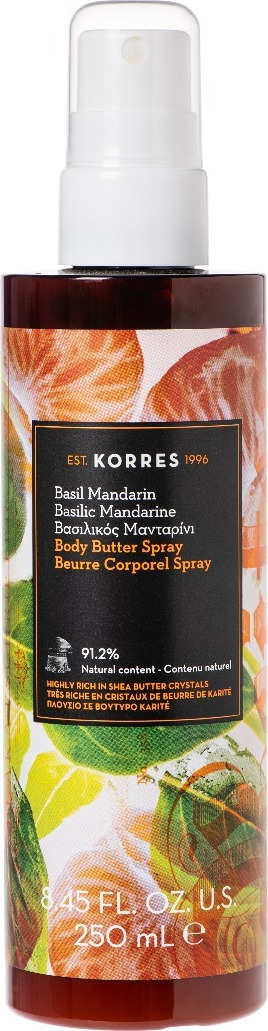 EST. KORRES 1996
Basil Mandarin
Basilic Mandarine
Βασιλικός Μανταρίνι
Body Butter Spray
Beurre Corporel Spray
91.2%
Natural content - Contenu naturel
HIGHLY RICH IN SHEA BUTTER CRYSTALS
TRÈS RICHE EN CRISTAUX DE BEURRE DE KARITÉ
ΠΛΟΥΣΙΟ ΣΕ ΒΟΥΤΥΡΟ ΚΑΡΙΤΕ
8.45 FL. OZ. U.S.
250 mL ℮